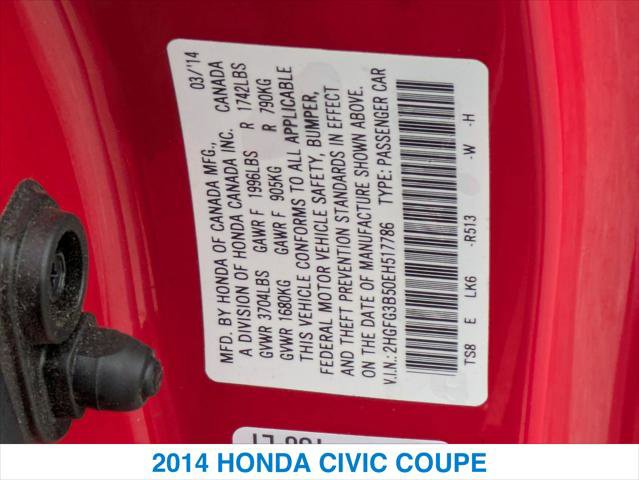 MFD. BY HONDA OF CANADA MFG., 03/'14
A DIVISION OF HONDA CANADA INC. CANADA
GVWR 3704LBS GAWR F 1996LBS R 1742LBS
GVWR 1680KG GAWR F 905KG R 790KG
THIS VEHICLE CONFORMS TO ALL APPLICABLE
FEDERAL MOTOR VEHICLE SAFETY, BUMPER,
AND THEFT PREVENTION STANDARDS IN EFFECT
ON THE DATE OF MANUFACTURE SHOWN ABOVE.
V.I.N.: 2HGFG3B50EH517786 TYPE: PASSENGER CAR
TS8 E LK6 -R513 -W -H
2014 HONDA CIVIC COUPE